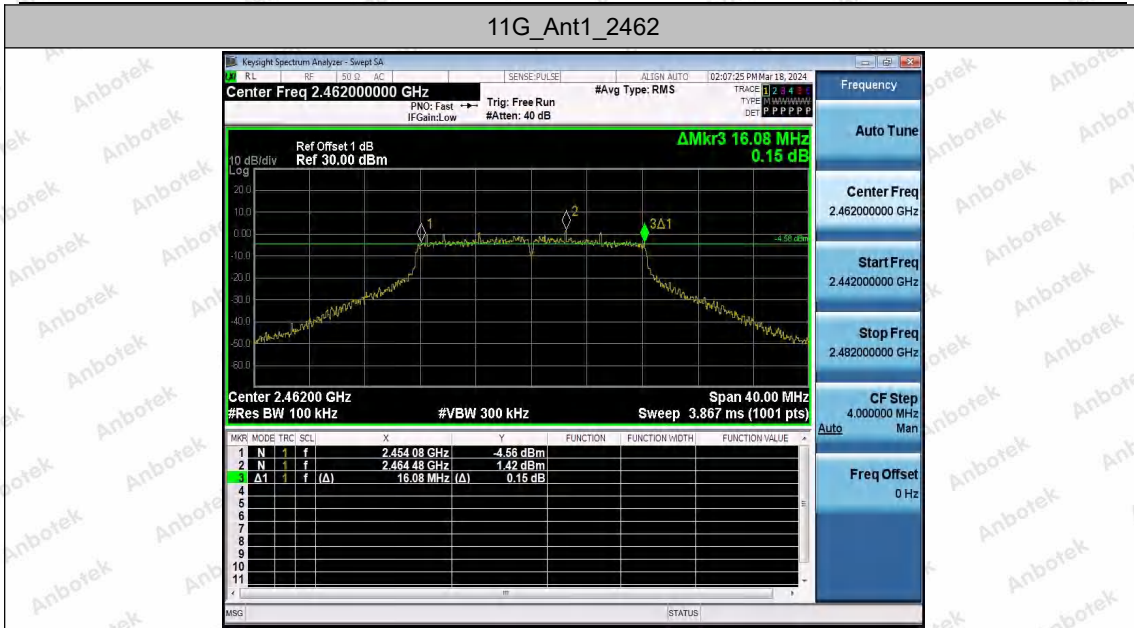 11G_Ant1_2462
Keysight Spectrum Analyzer - Swept SA
RL RF 50 Ω AC SENSE:PULSE ALIGN AUTO 02:07:25 PM Mar 18, 2024
Center Freq 2.462000000 GHz #Avg Type: RMS TRACE 1 2 3 4 5 6
PNO: Fast Trig: Free Run TYPE M WWWWW
IFGain:Low #Atten: 40 dB DET P P P P P P
Frequency
Auto Tune
Center Freq
2.462000000 GHz
Start Freq
2.442000000 GHz
Stop Freq
2.482000000 GHz
CF Step
4.000000 MHz
Auto Man
Freq Offset
0 Hz
ΔMkr3 16.08 MHz
0.15 dB
Ref Offset 1 dB
10 dB/div Ref 30.00 dBm
Log
20.0
10.0
0.00
-10.0
-20.0
-30.0
-40.0
-50.0
-60.0
1
2
3Δ1
-4.56 dBm
Center 2.46200 GHz Span 40.00 MHz
#Res BW 100 kHz #VBW 300 kHz Sweep 3.867 ms (1001 pts)
MKR MODE TRC SCL X Y FUNCTION FUNCTION WIDTH FUNCTION VALUE
1 N 1 f 2.454 08 GHz -4.56 dBm
2 N 1 f 2.464 48 GHz 1.42 dBm
3 Δ1 1 f (Δ) 16.08 MHz (Δ) 0.15 dB
4
5
6
7
8
9
10
11
MSG STATUS
Anbotek